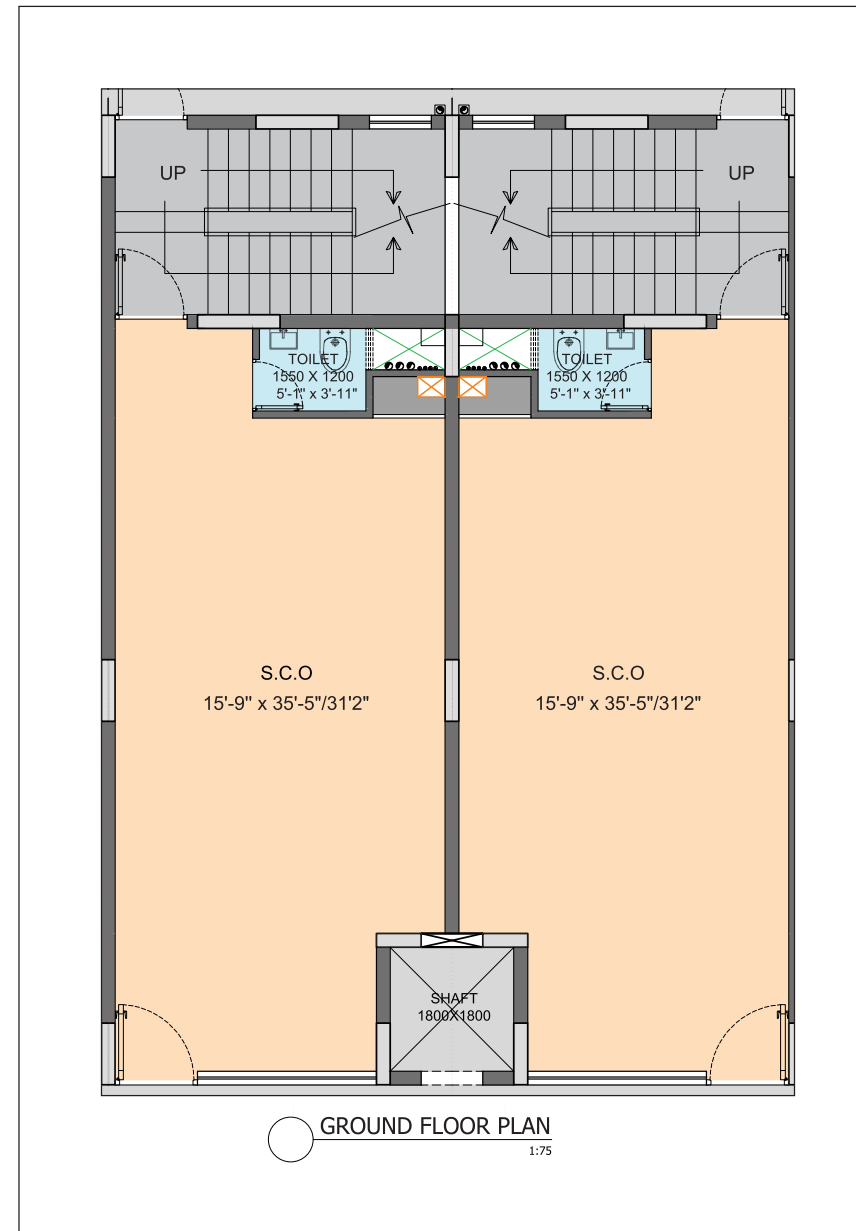 UP
UP
TOILET
1550 X 1200
5'-1" x 3'-11"
TOILET
1550 X 1200
5'-1" x 3'-11"
S.C.O
15'-9" x 35'-5"/31'2"
S.C.O
15'-9" x 35'-5"/31'2"
SHAFT
1800X1800
GROUND FLOOR PLAN
1:75